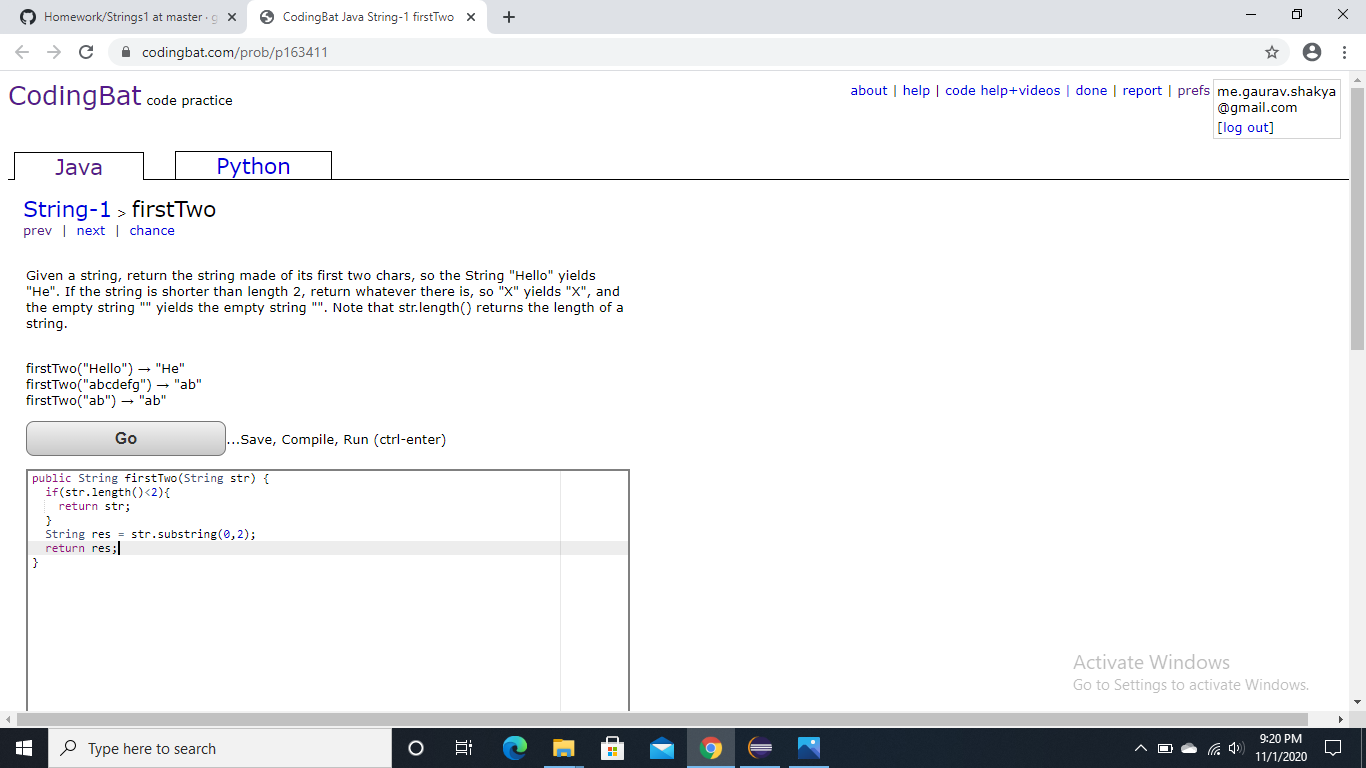 Homework/Strings1 at master · g
CodingBat Java String-1 firstTwo
codingbat.com/prob/p163411
CodingBat code practice
about | help | code help+videos | done | report | prefs
me.gaurav.shakya
@gmail.com
[log out]
Java
Python
String-1 > firstTwo
prev | next | chance
Given a string, return the string made of its first two chars, so the String "Hello" yields
"He". If the string is shorter than length 2, return whatever there is, so "X" yields "X", and
the empty string "" yields the empty string "". Note that str.length() returns the length of a
string.
firstTwo("Hello") → "He"
firstTwo("abcdefg") → "ab"
firstTwo("ab") → "ab"
Go
...Save, Compile, Run (ctrl-enter)
public String firstTwo(String str) {
if(str.length()<2){
return str;
}
String res = str.substring(0,2);
return res;
}
Activate Windows
Go to Settings to activate Windows.
Type here to search
9:20 PM
11/1/2020